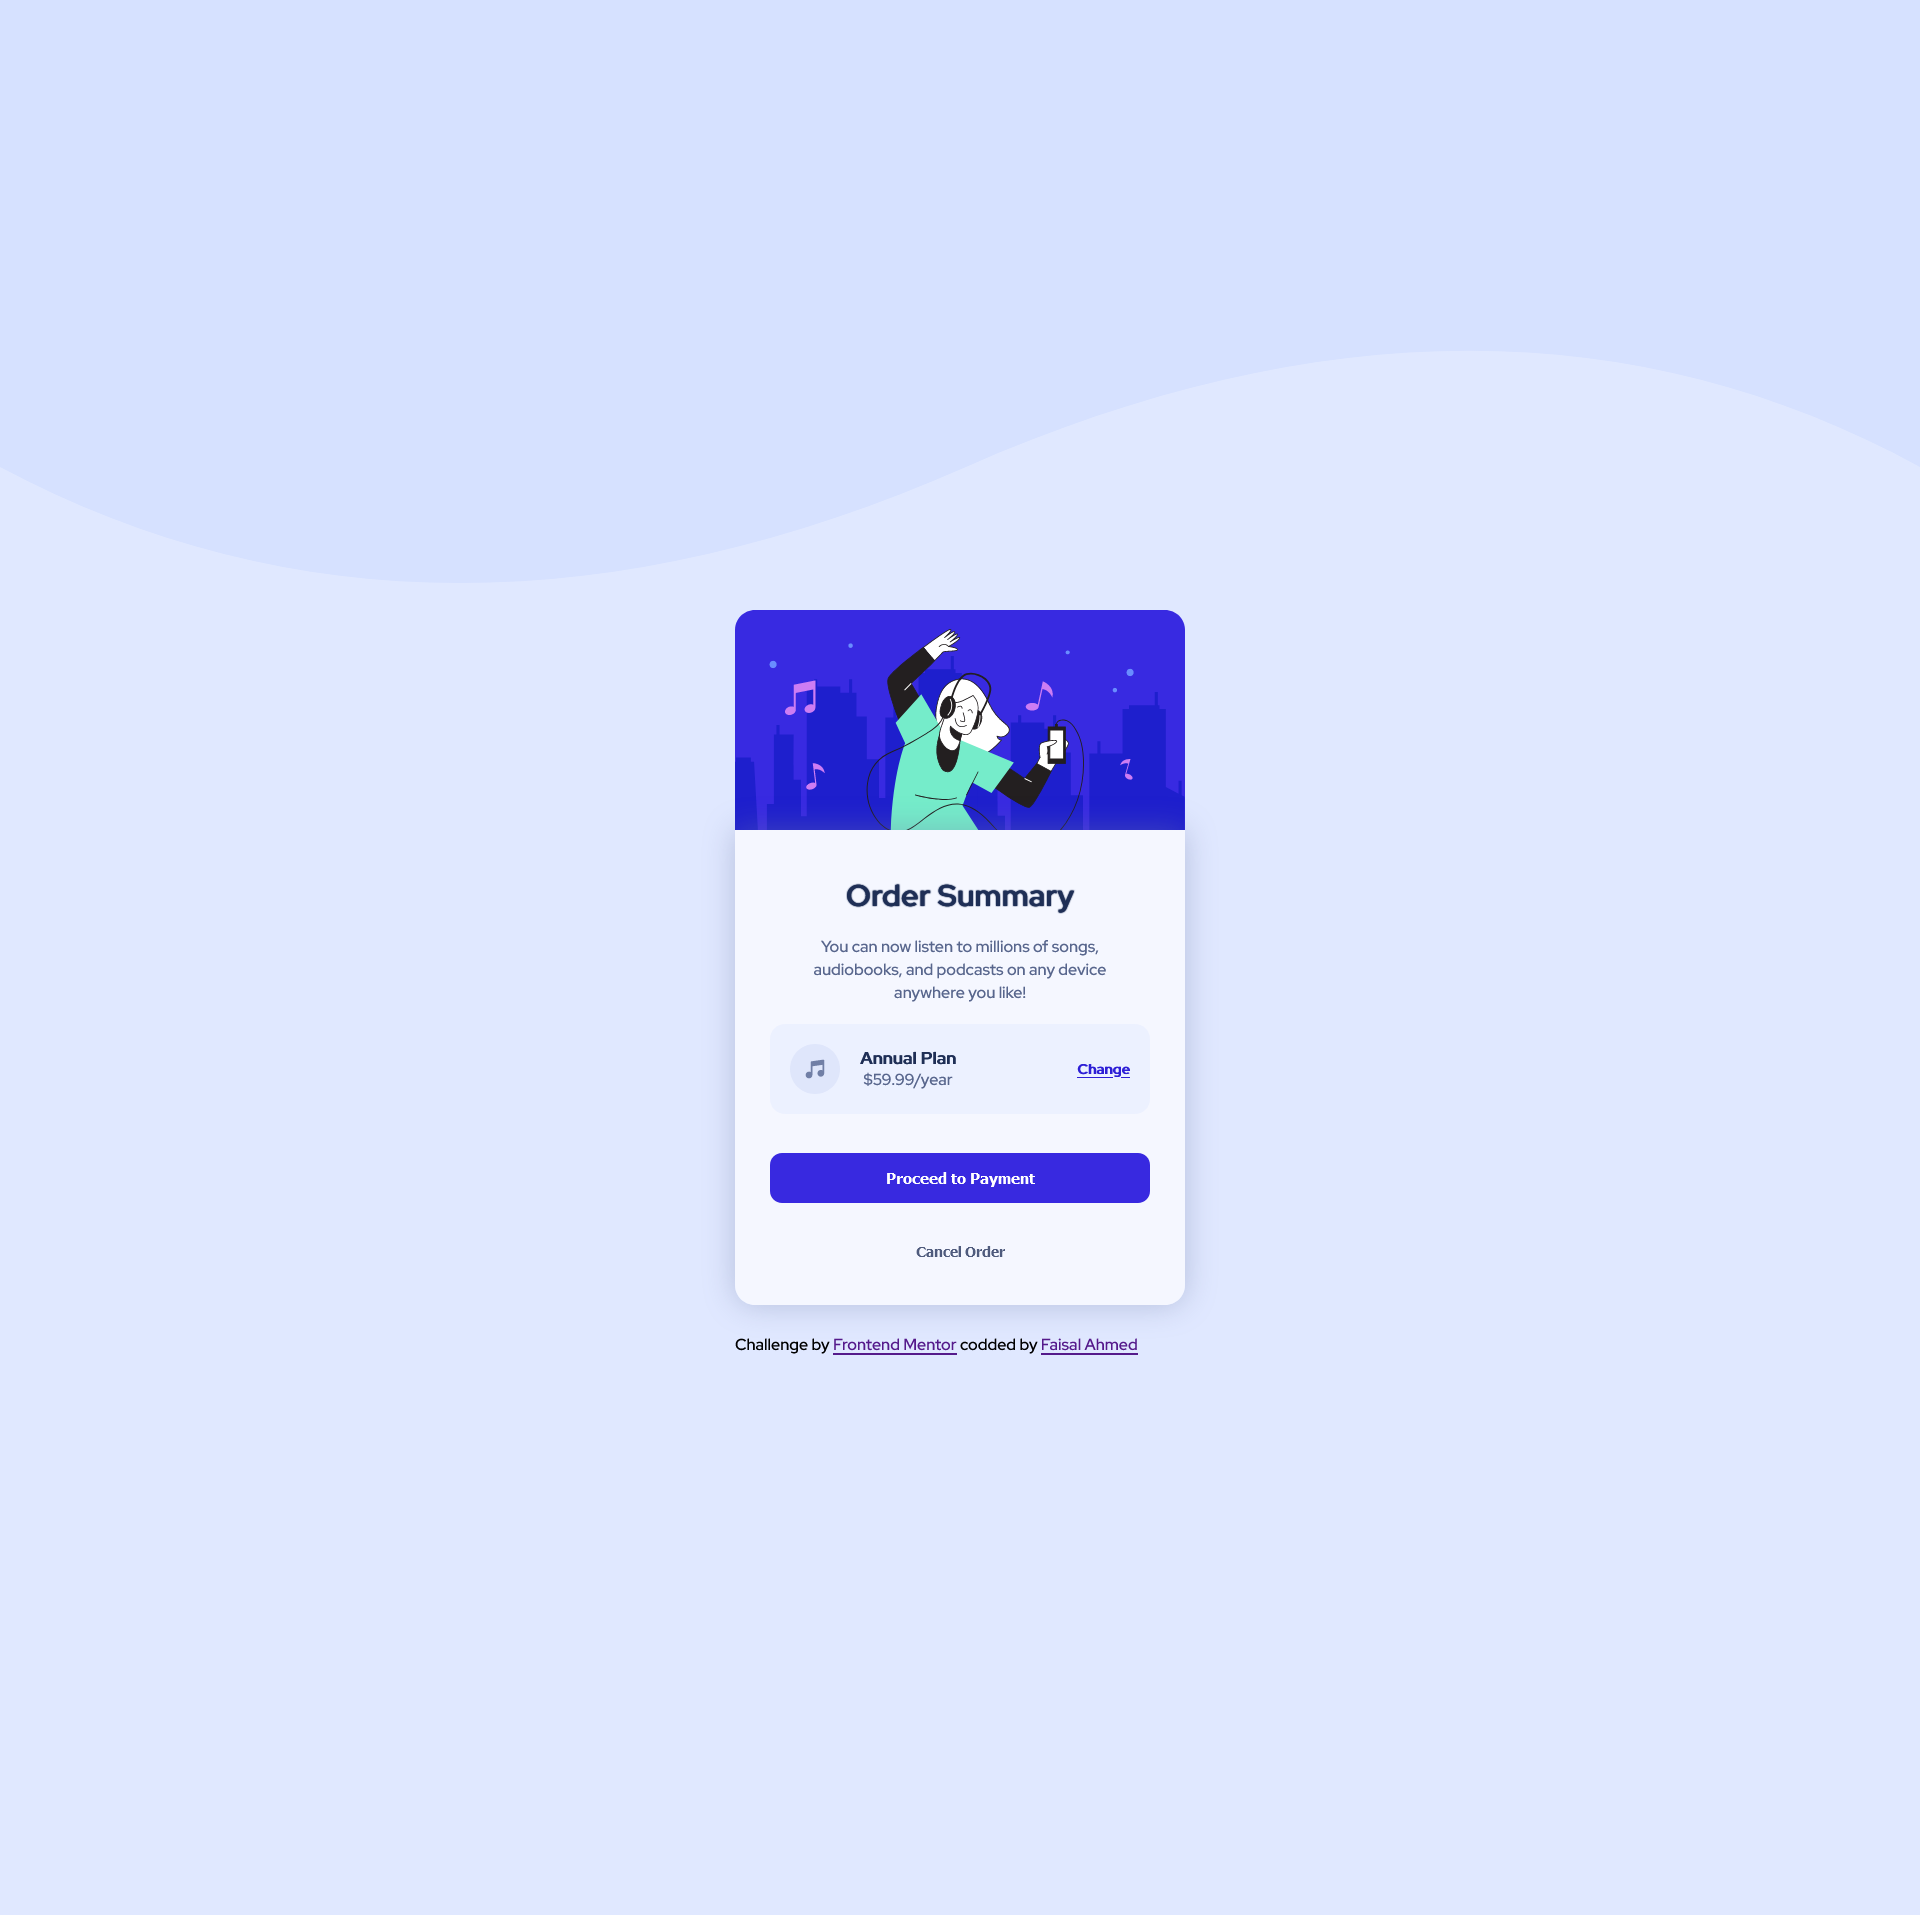 Order Summary
You can now listen to millions of songs,
audiobooks, and podcasts on any device
anywhere you like!
Annual Plan
$59.99/year
Change
Proceed to Payment
Cancel Order
Challenge by Frontend Mentor codded by Faisal Ahmed